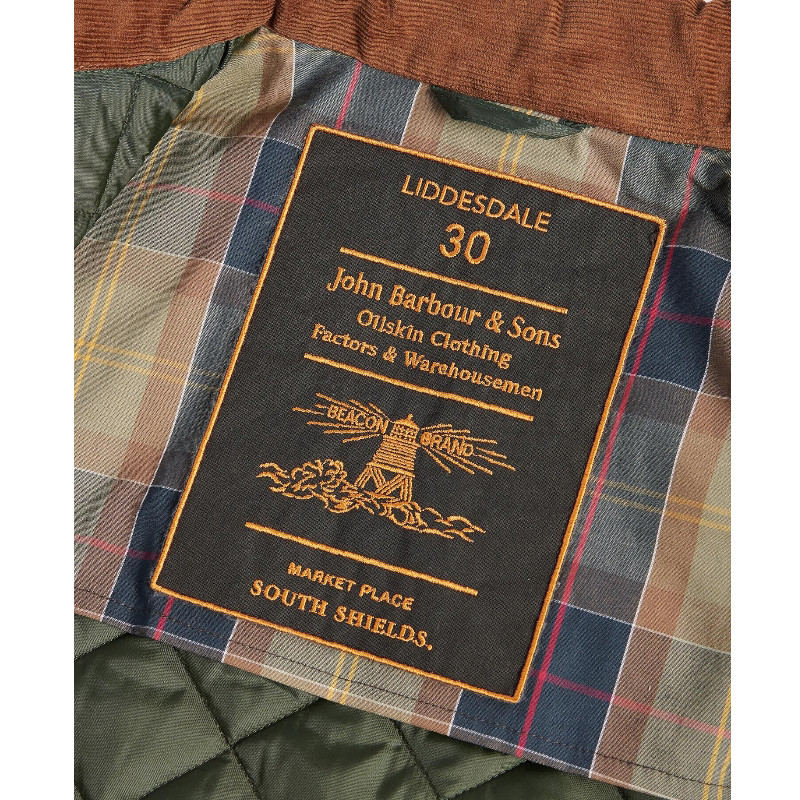 LIDDESDALE
30
John Barbour & Sons
Oilskin Clothing
Factors & Warehousemen
BEACON BRAND
MARKET PLACE
SOUTH SHIELDS.